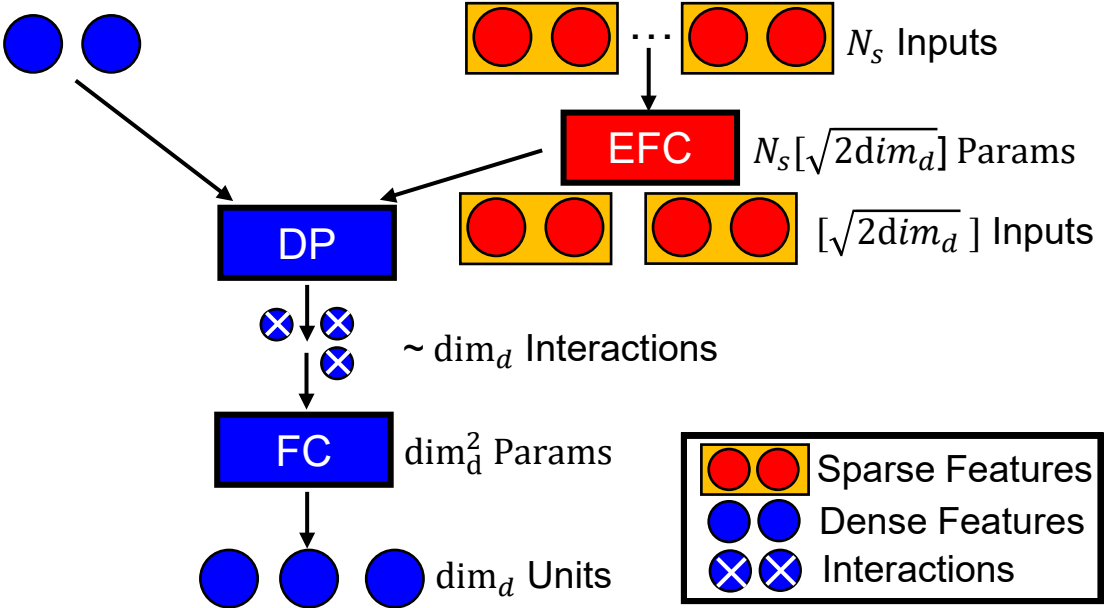 … N_s Inputs
EFC
N_s[√2dim_d] Params
[√2dim_d ] Inputs
DP
~ dim_d Interactions
FC
dim_d^2 Params
dim_d Units
Sparse Features
Dense Features
Interactions